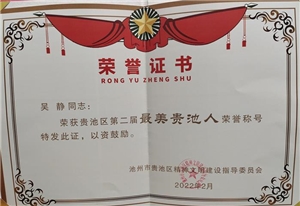 荣誉证书
RONG YU ZHENG SHU
吴 静同志:
荣获贵池区第二届最美贵池人荣誉称号
特发此证,以资鼓励。
池州市贵池区精神文明建设指导委员会
2022年2月